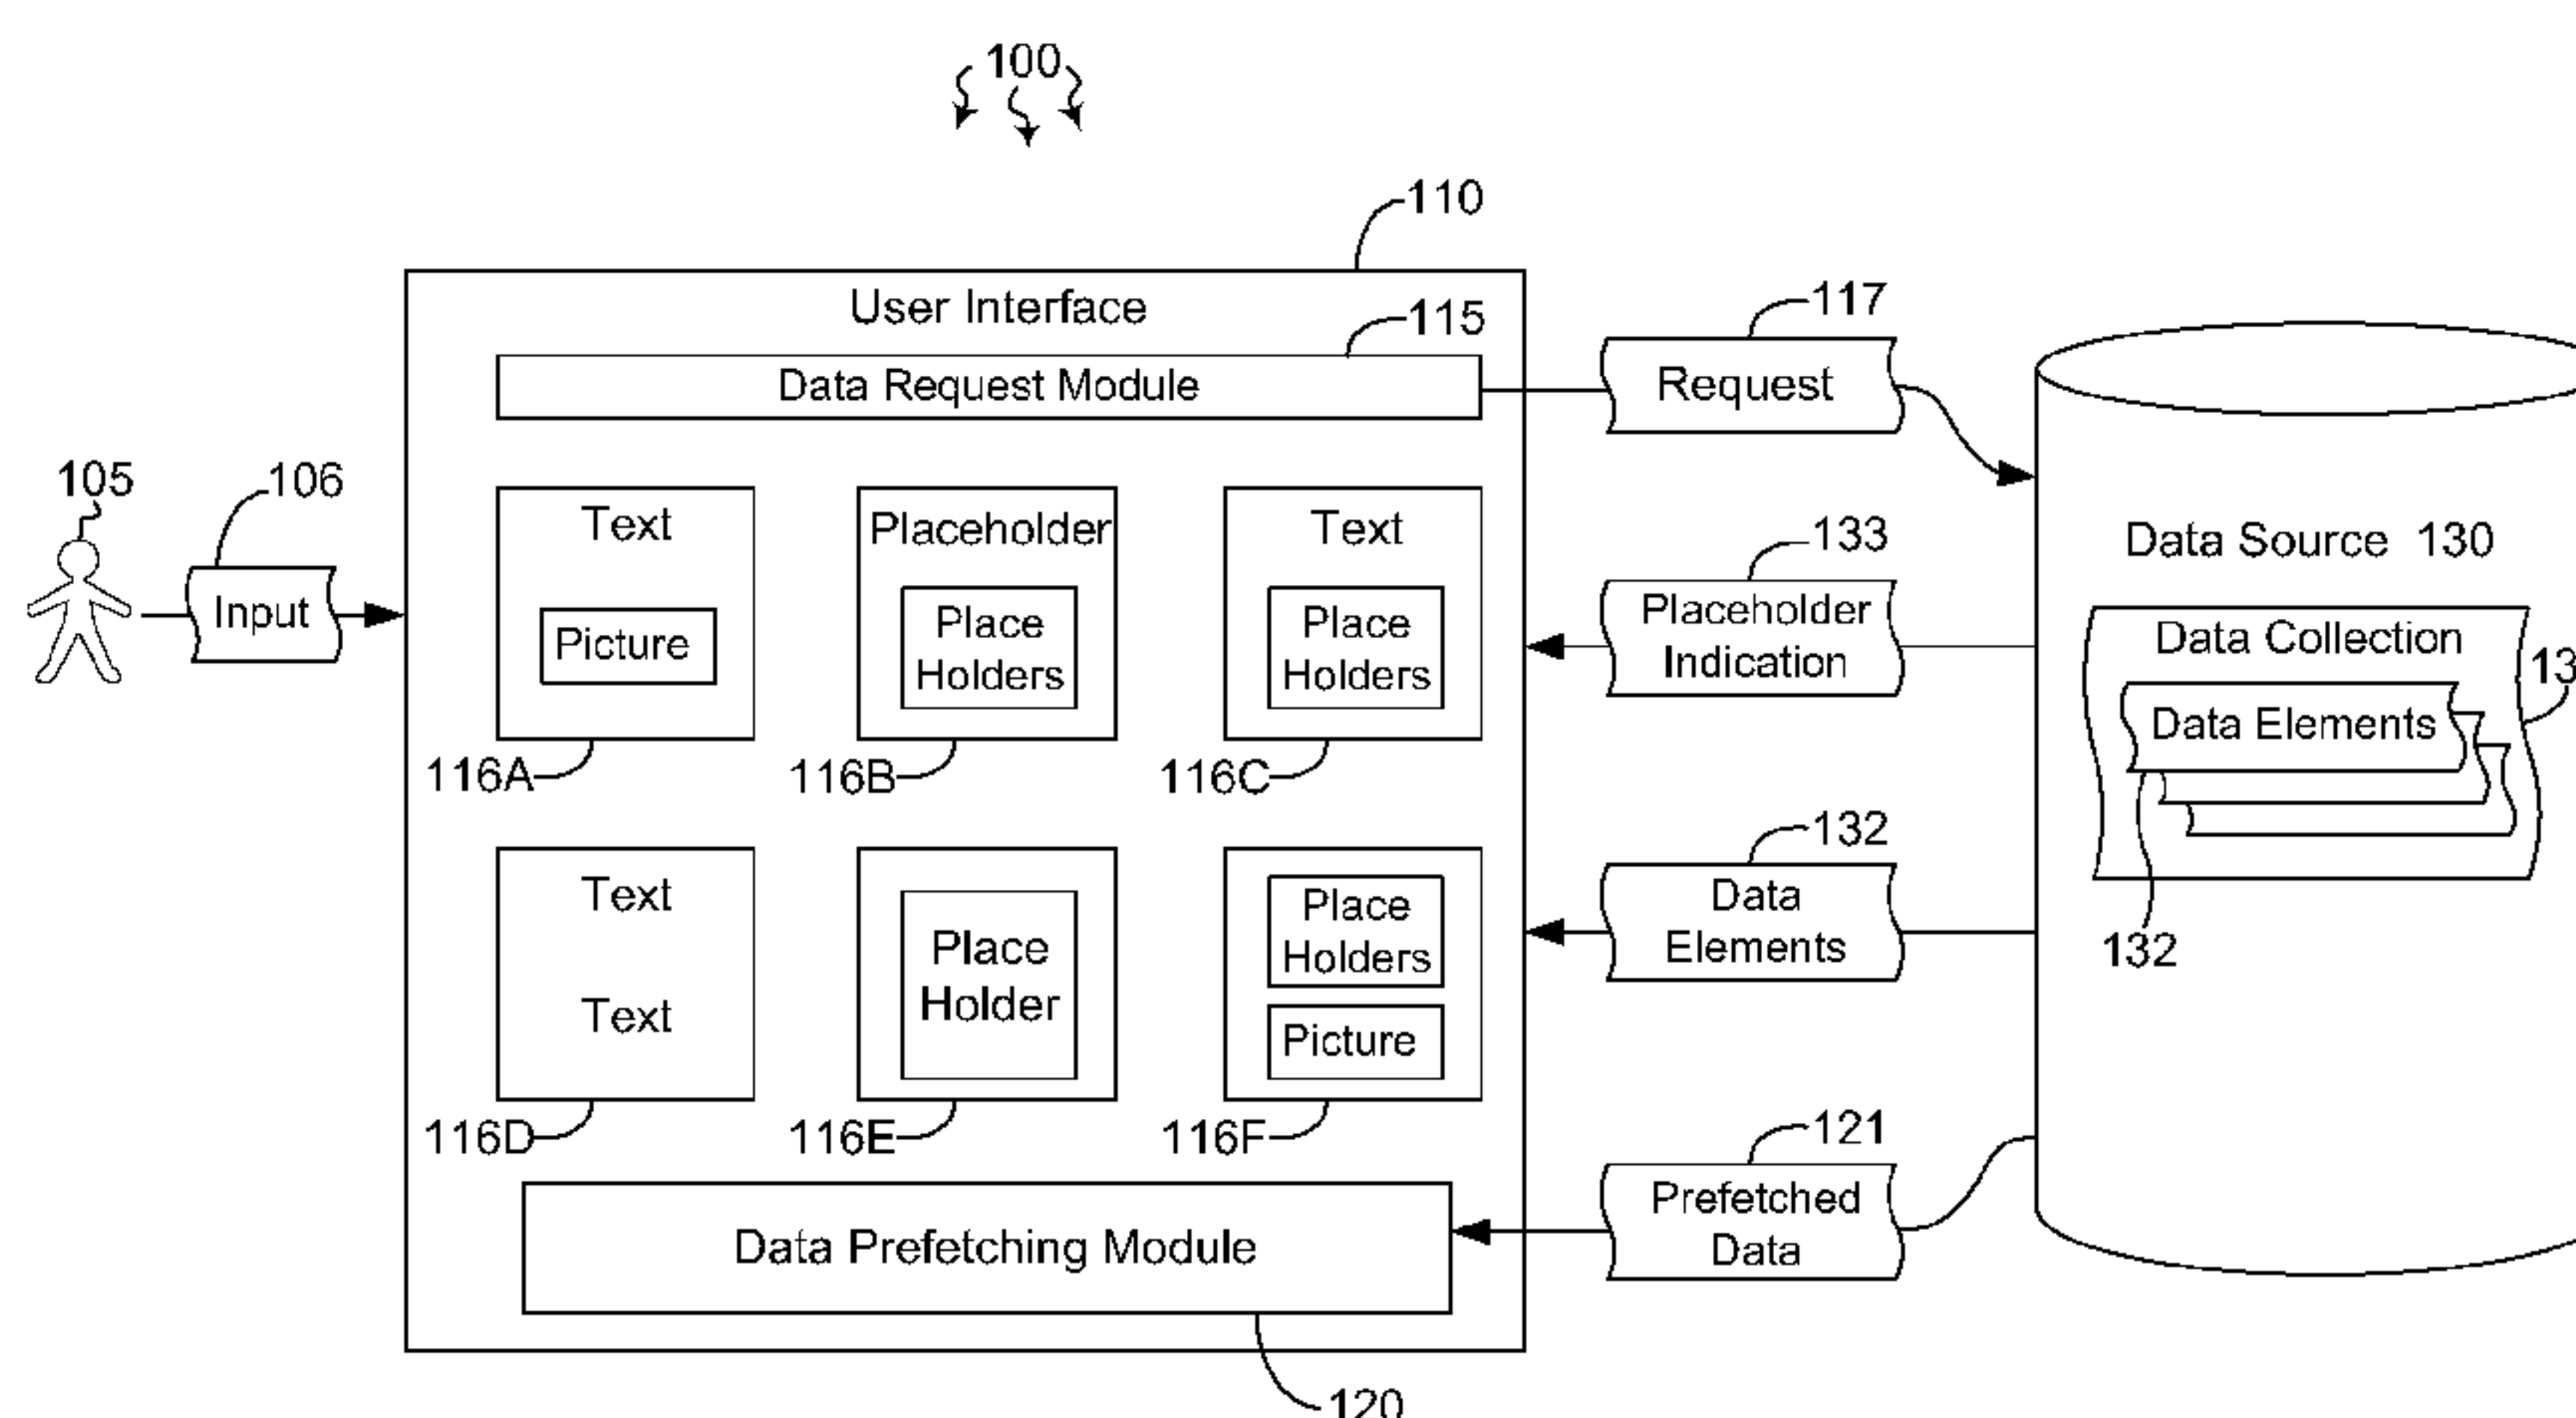 100
110
User Interface
115
Data Request Module
117
Request
105
106
Input
Text
Picture
116A
Placeholder
Place
Holders
116B
Text
Place
Holders
116C
133
Placeholder
Indication
Data Source 130
Data Collection
13
Data Elements
132
Text
Text
116D
Place
Holder
116E
Place
Holders
Picture
116F
132
Data
Elements
121
Prefetched
Data
Data Prefetching Module
120